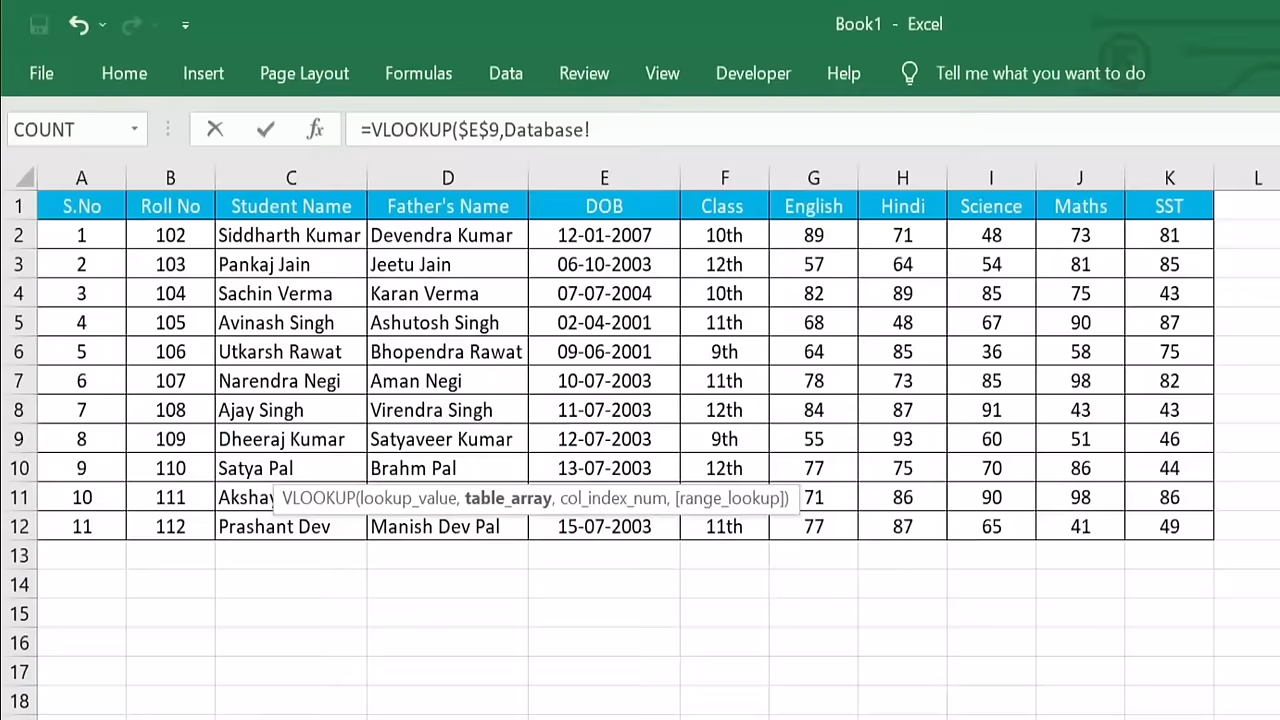 Book1 - Excel
File Home Insert Page Layout Formulas Data Review View Developer Help Tell me what you want to do
COUNT fx =VLOOKUP($E$9,Database!
A B C D E F G H I J K L
1 S.No Roll No Student Name Father's Name DOB Class English Hindi Science Maths SST
2 1 102 Siddharth Kumar Devendra Kumar 12-01-2007 10th 89 71 48 73 81
3 2 103 Pankaj Jain Jeetu Jain 06-10-2003 12th 57 64 54 81 85
4 3 104 Sachin Verma Karan Verma 07-07-2004 10th 82 89 85 75 43
5 4 105 Avinash Singh Ashutosh Singh 02-04-2001 11th 68 48 67 90 87
6 5 106 Utkarsh Rawat Bhopendra Rawat 09-06-2001 9th 64 85 36 58 75
7 6 107 Narendra Negi Aman Negi 10-07-2003 11th 78 73 85 98 82
8 7 108 Ajay Singh Virendra Singh 11-07-2003 12th 84 87 91 43 43
9 8 109 Dheeraj Kumar Satyaveer Kumar 12-07-2003 9th 55 93 60 51 46
10 9 110 Satya Pal Brahm Pal 13-07-2003 12th 77 75 70 86 44
11 10 111 VLOOKUP(lookup_value, table_array, col_index_num, [range_lookup]) 71 86 90 98 86
12 11 112 Prashant Dev Manish Dev Pal 15-07-2003 11th 77 87 65 41 49
13
14
15
16
17
18